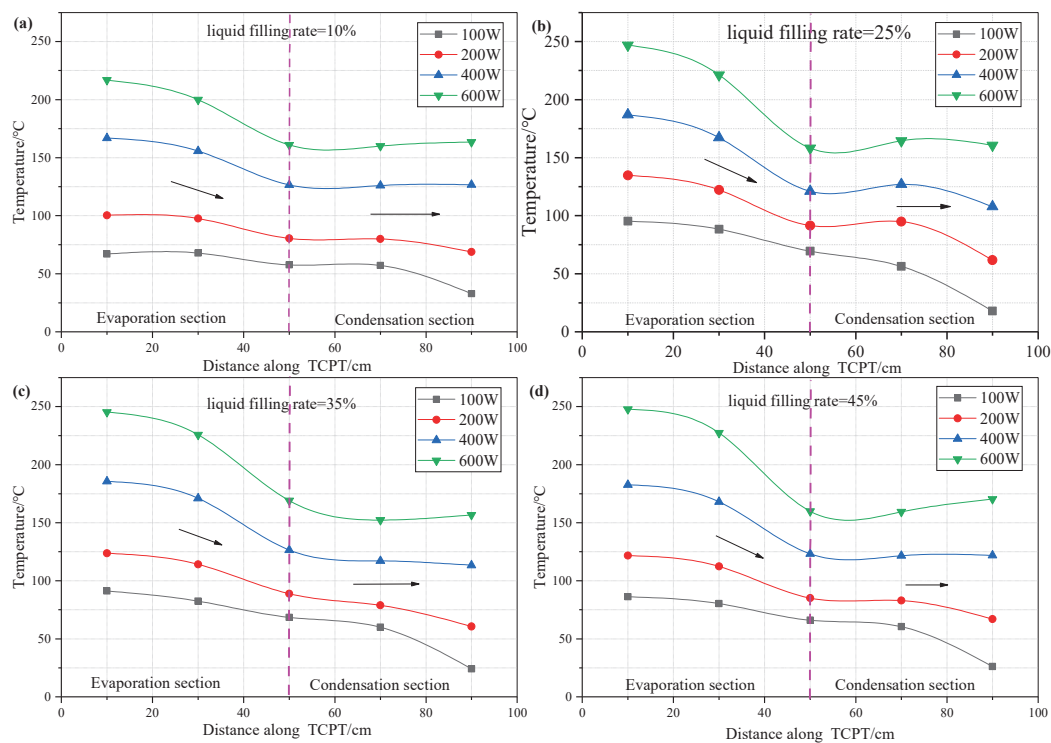 (a)
liquid filling rate=10%
100W
200W
400W
600W
250
200
150
100
50
0
Temperature/°C
Evaporation section
Condensation section
0 20 40 60 80 100
Distance along TCPT/cm
(b)
liquid filling rate=25%
100W
200W
400W
600W
250
200
150
100
50
0
Temperature/°C
Evaporation section
Condensation section
0 20 40 60 80 100
Distance along TCPT/cm
(c)
liquid filling rate=35%
100W
200W
400W
600W
250
200
150
100
50
0
Temperature/°C
Evaporation section
Condensation section
0 20 40 60 80 100
Distance along TCPT/cm
(d)
liquid filling rate=45%
100W
200W
400W
600W
250
200
150
100
50
0
Temperature/°C
Evaporation section
Condensation section
0 20 40 60 80 100
Distance along TCPT/cm